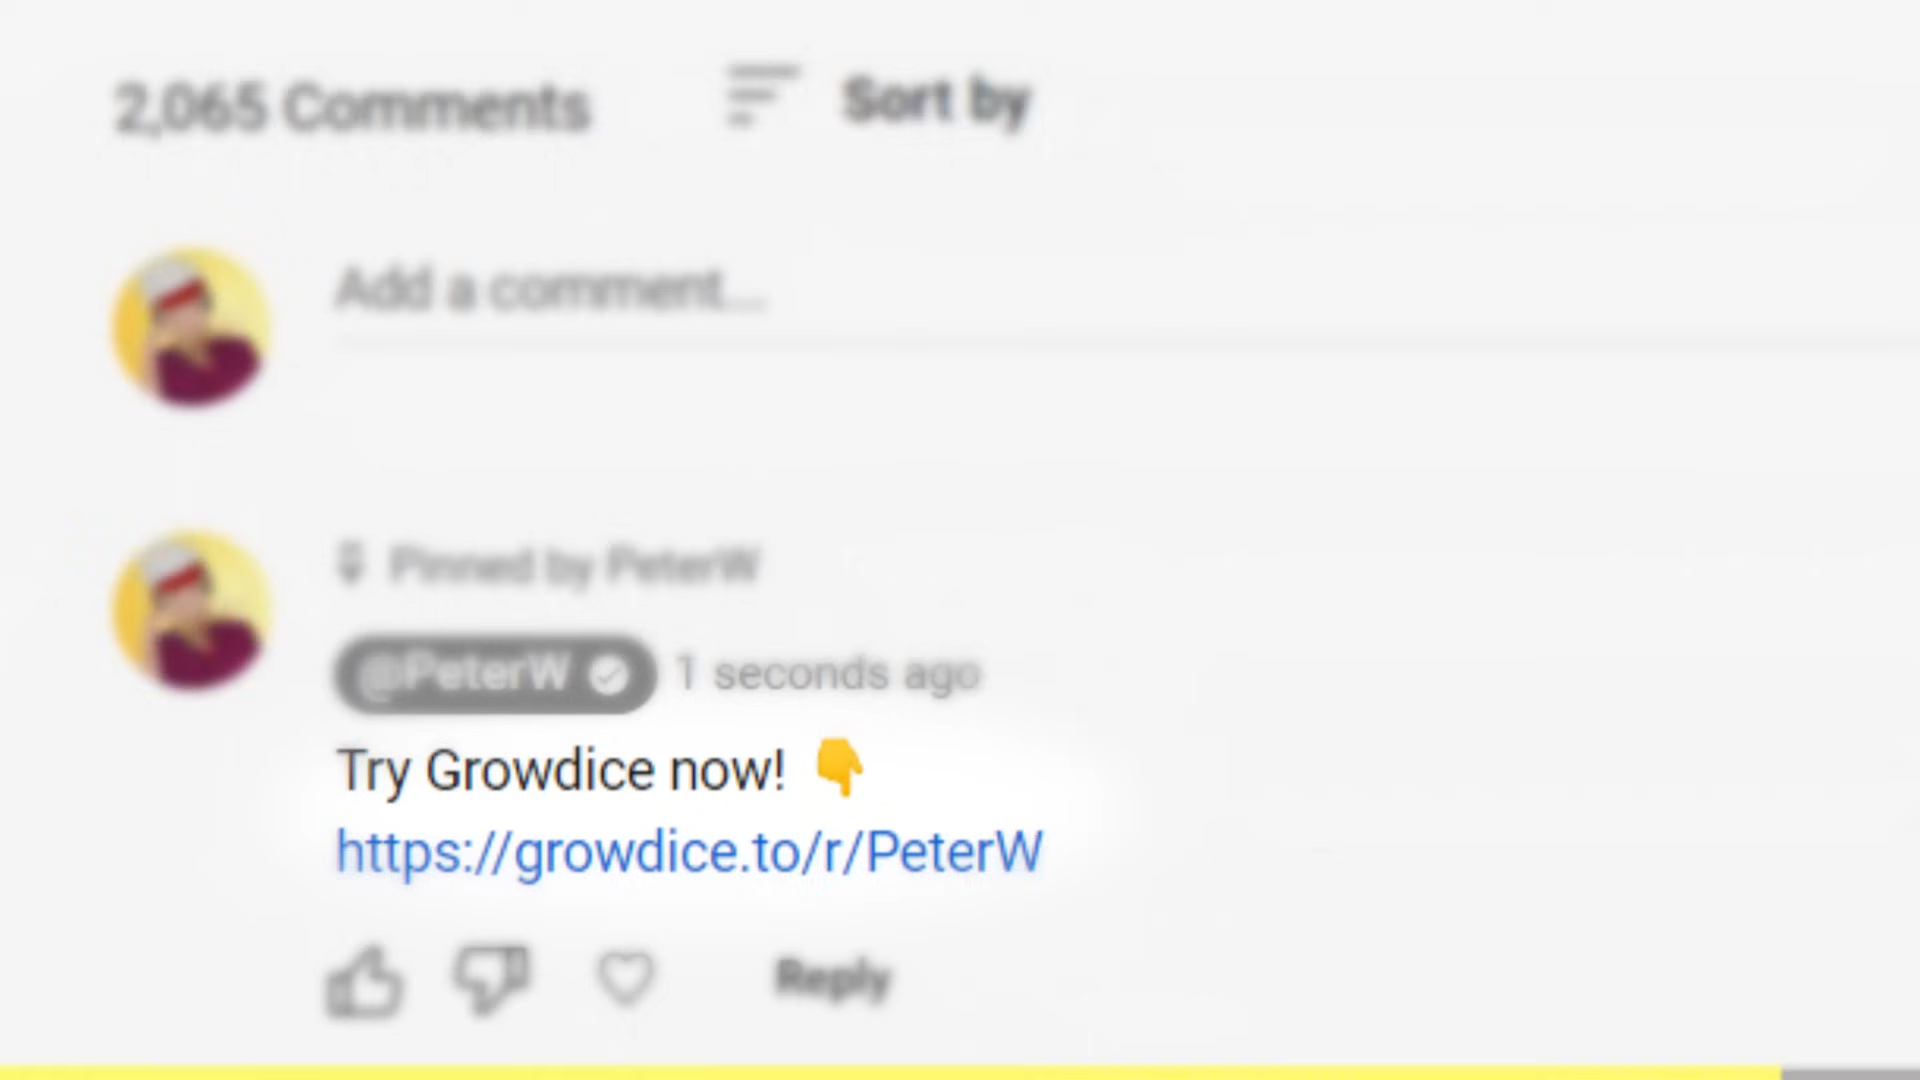 2,065 Comments
Sort by
Add a comment...
Pinned by PeterW
@PeterW
1 seconds ago
Try Growdice now! 👇
https://growdice.to/r/PeterW
Reply